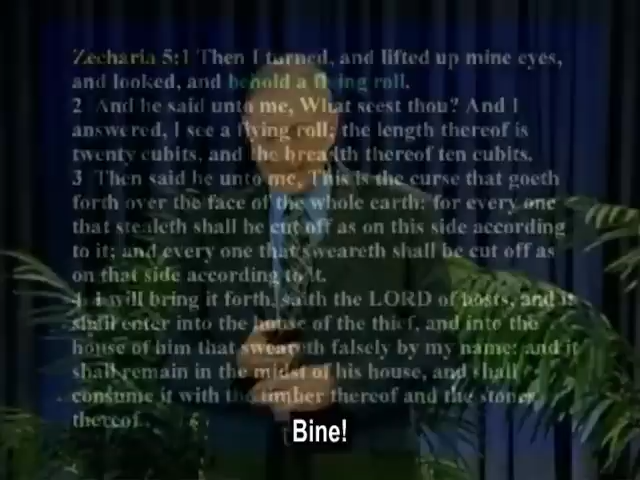 Zecharia 5:1 Then I turned, and lifted up mine eyes,
and looked, and behold a flying roll.
2 And he said unto me, What seest thou? And I
answered, I see a flying roll; the length thereof is
twenty cubits, and the breadth thereof ten cubits.
3 Then said he unto me, This is the curse that goeth
forth over the face of the whole earth: for every one
that stealeth shall be cut off as on this side according
to it; and every one that sweareth shall be cut off as
on that side according to it.
4 I will bring it forth, saith the LORD of hosts, and it
shall enter into the house of the thief, and into the
house of him that sweareth falsely by my name: and it
shall remain in the midst of his house, and shall
consume it with the timber thereof and the stones
thereof.
Bine!